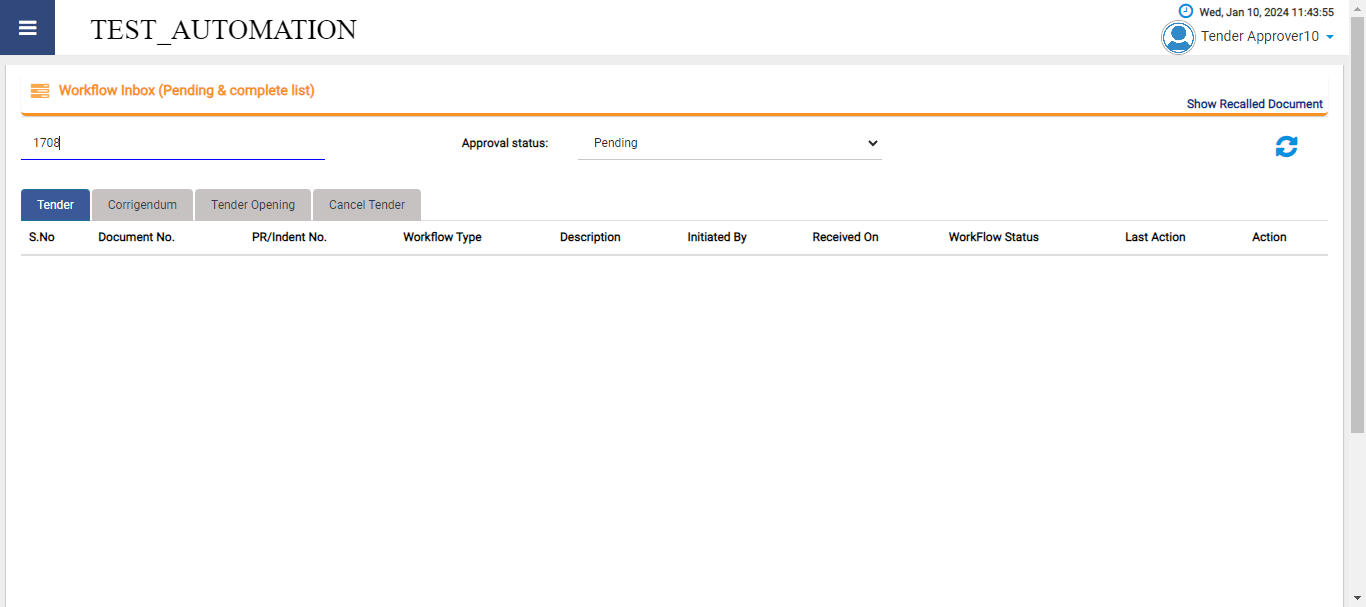 Wed, Jan 10, 2024 11:43:55
TEST_AUTOMATION
Tender Approver10
Workflow Inbox (Pending & complete list)
Show Recalled Document
1708
Approval status: Pending
Tender Corrigendum Tender Opening Cancel Tender
S.No Document No. PR/Indent No. Workflow Type Description Initiated By Received On WorkFlow Status Last Action Action